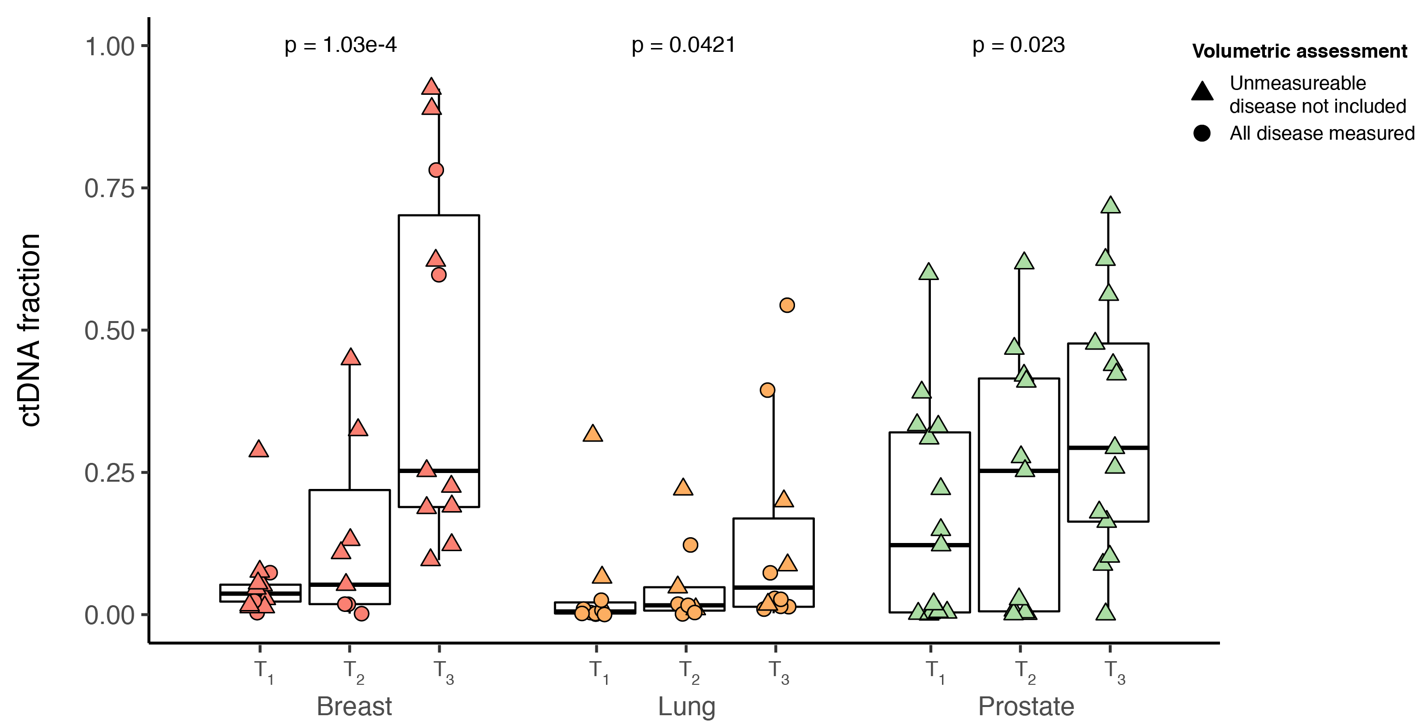 p = 1.03e-4
p = 0.0421
p = 0.023
Volumetric assessment
Unmeasureable
disease not included
All disease measured
ctDNA fraction
1.00
0.75
0.50
0.25
0.00
T₁ T₂ T₃ T₁ T₂ T₃ T₁ T₂ T₃
Breast Lung Prostate